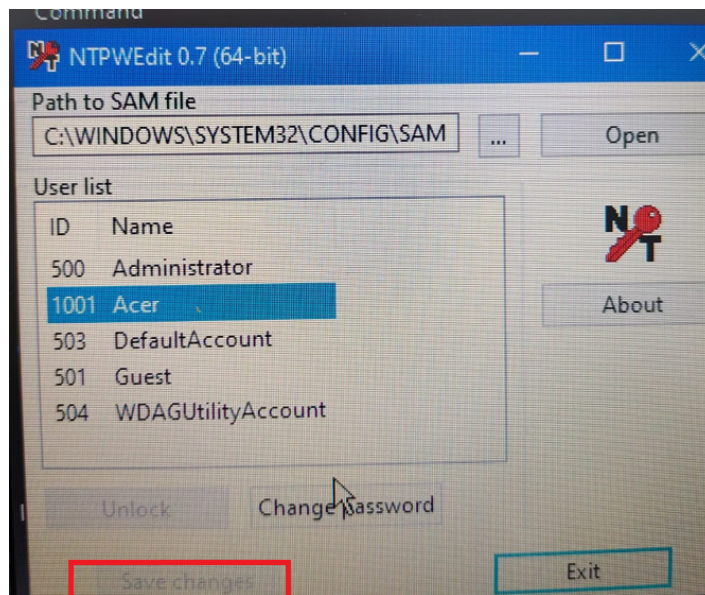 Command
NTPWEdit 0.7 (64-bit)
Path to SAM file
C:\WINDOWS\SYSTEM32\CONFIG\SAM
...
Open
User list
ID Name
500 Administrator
1001 Acer
503 DefaultAccount
501 Guest
504 WDAGUtilityAccount
NT
About
Unlock
Change password
Save changes
Exit